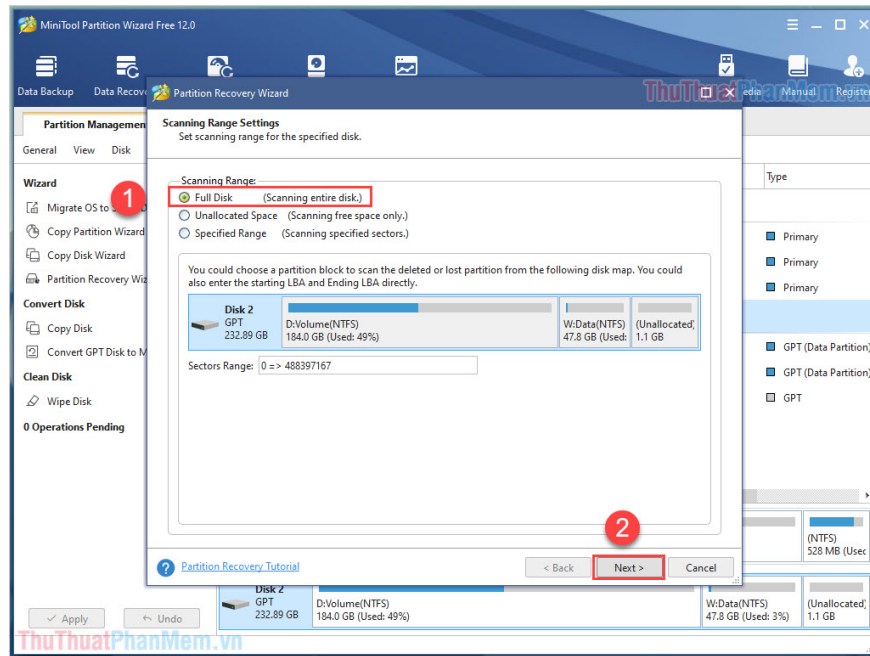 MiniTool Partition Wizard Free 12.0
Data Backup
Data Recov
Manual
Register
ThuThuatPhanMem.vn
Partition Recovery Wizard
Partition Managemen
General View Disk
Scanning Range Settings
Set scanning range for the specified disk.
Wizard
Migrate OS to
Copy Partition Wizard
Copy Disk Wizard
Partition Recovery Wiz
Convert Disk
Copy Disk
Convert GPT Disk to M
Clean Disk
Wipe Disk
0 Operations Pending
1
Scanning Range:
Full Disk (Scanning entire disk.)
Unallocated Space (Scanning free space only.)
Specified Range (Scanning specified sectors.)
You could choose a partition block to scan the deleted or lost partition from the following disk map. You could
also enter the starting LBA and Ending LBA directly.
Disk 2
GPT
232.89 GB
D:Volume(NTFS)
184.0 GB (Used: 49%)
W:Data(NTFS)
47.8 GB (Used:
(Unallocated)
1.1 GB
Sectors Range: 0 => 488397167
2
Partition Recovery Tutorial
< Back
Next >
Cancel
Type
Primary
Primary
Primary
GPT (Data Partition)
GPT (Data Partition)
GPT
(NTFS)
528 MB (Usec
Disk 2
GPT
232.89 GB
D:Volume(NTFS)
184.0 GB (Used: 49%)
W:Data(NTFS)
47.8 GB (Used: 3%)
(Unallocated)
1.1 GB
Apply
Undo
ThuThuatPhanMem.vn